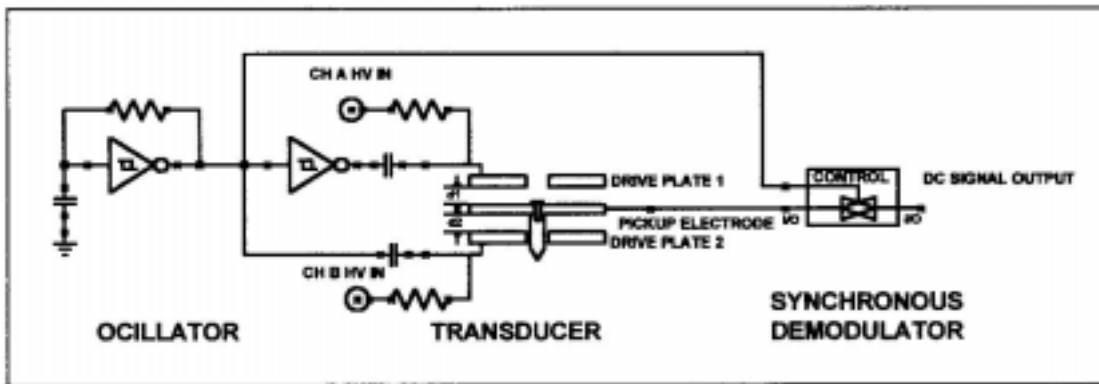 CH A HV IN
DRIVE PLATE 1
CONTROL
DC SIGNAL OUTPUT
PICKUP ELECTRODE
DRIVE PLATE 2
CH B HV IN
OCILLATOR
TRANSDUCER
SYNCHRONOUS
DEMODULATOR